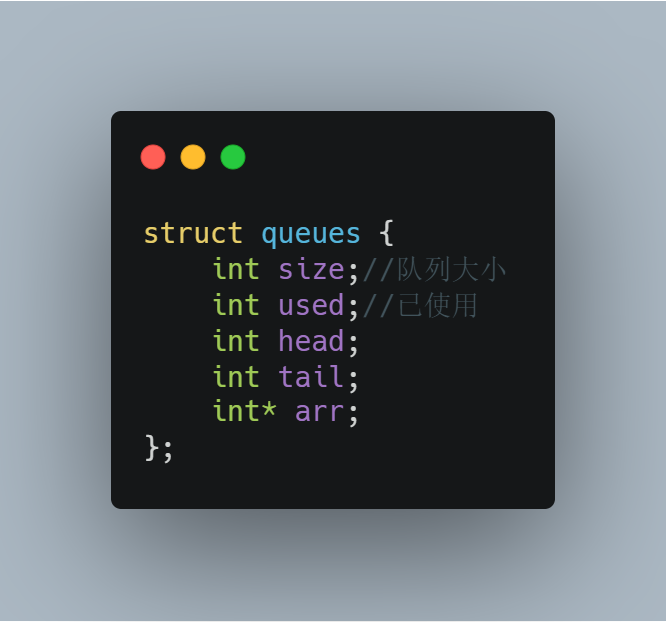 struct queues {
    int size;//队列大小
    int used;//已使用
    int head;
    int tail;
    int* arr;
};